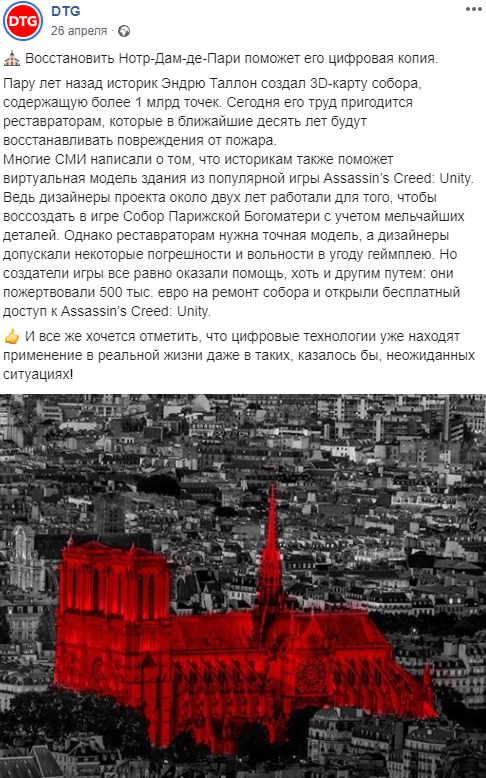 DTG
DTG
26 апреля ·
⛪ Восстановить Нотр-Дам-де-Пари поможет его цифровая копия.
Пару лет назад историк Эндрю Таллон создал 3D-карту собора,
содержащую более 1 млрд точек. Сегодня его труд пригодится
реставраторам, которые в ближайшие десять лет будут
восстанавливать повреждения от пожара.
Многие СМИ написали о том, что историкам также поможет
виртуальная модель здания из популярной игры Assassin’s Creed: Unity.
Ведь дизайнеры проекта около двух лет работали для того, чтобы
воссоздать в игре Собор Парижской Богоматери с учетом мельчайших
деталей. Однако реставраторам нужна точная модель, а дизайнеры
допускали некоторые погрешности и вольности в угоду геймплею. Но
создатели игры все равно оказали помощь, хоть и другим путем: они
пожертвовали 500 тыс. евро на ремонт собора и открыли бесплатный
доступ к Assassin’s Creed: Unity.
👍 И все же хочется отметить, что цифровые технологии уже находят
применение в реальной жизни даже в таких, казалось бы, неожиданных
ситуациях!